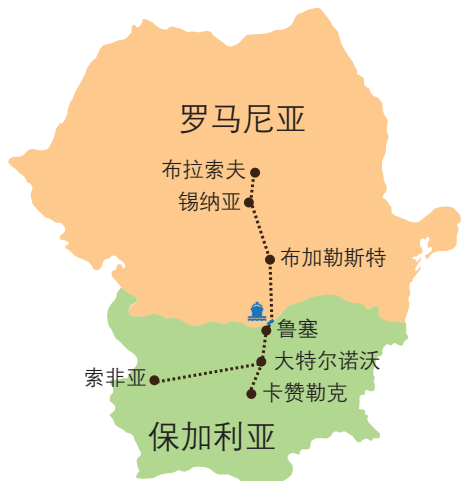 罗马尼亚
布拉索夫
锡纳亚
布加勒斯特
鲁塞
大特尔诺沃
索非亚
卡赞勒克
保加利亚